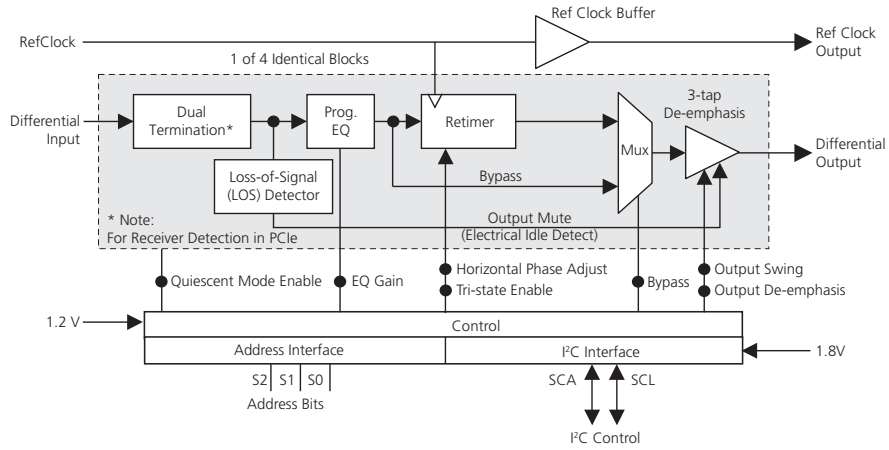 Ref Clock Buffer
RefClock
Ref Clock
Output
1 of 4 Identical Blocks
Differential
Input
Dual
Termination*
Prog.
EQ
Retimer
Mux
3-tap
De-emphasis
Differential
Output
Loss-of-Signal
(LOS) Detector
Bypass
* Note:
For Receiver Detection in PCIe
Output Mute
(Electrical Idle Detect)
Quiescent Mode Enable
EQ Gain
Horizontal Phase Adjust
Tri-state Enable
Bypass
Output Swing
Output De-emphasis
1.2 V
Control
Address Interface
I²C Interface
1.8V
S2 S1 S0
Address Bits
SCA SCL
I²C Control